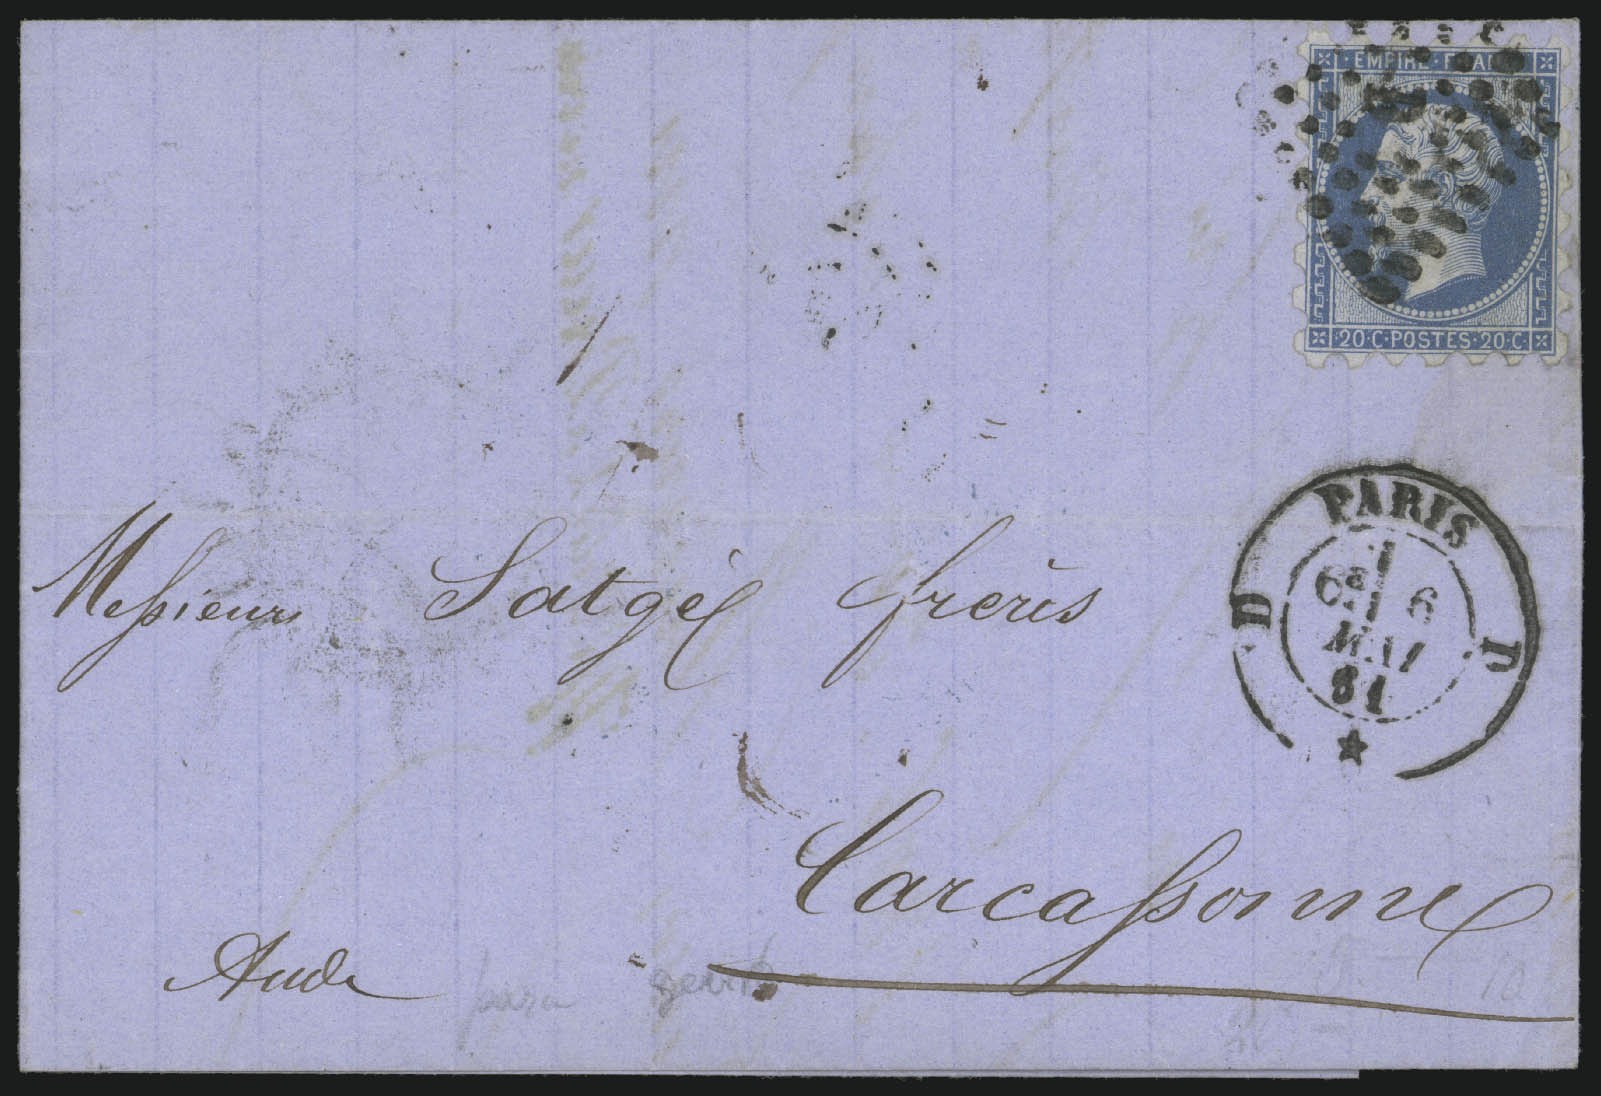 EMPIRE · FRANC
20·C·POSTES·20·C·
PARIS
D D
6
MAI
61
Messieurs Satgé frères
Carcassonne
Aude